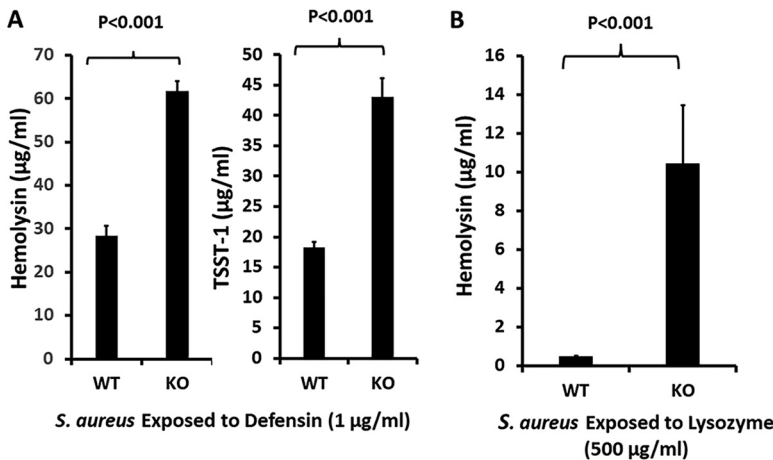 A
P<0.001
Hemolysin (µg/ml)
70
60
50
40
30
20
10
0
WT KO
P<0.001
TSST-1 (µg/ml)
50
45
40
35
30
25
20
15
10
5
0
WT KO
S. aureus Exposed to Defensin (1 µg/ml)
B
P<0.001
Hemolysin (µg/ml)
16
14
12
10
8
6
4
2
0
WT KO
S. aureus Exposed to Lysozyme
(500 µg/ml)